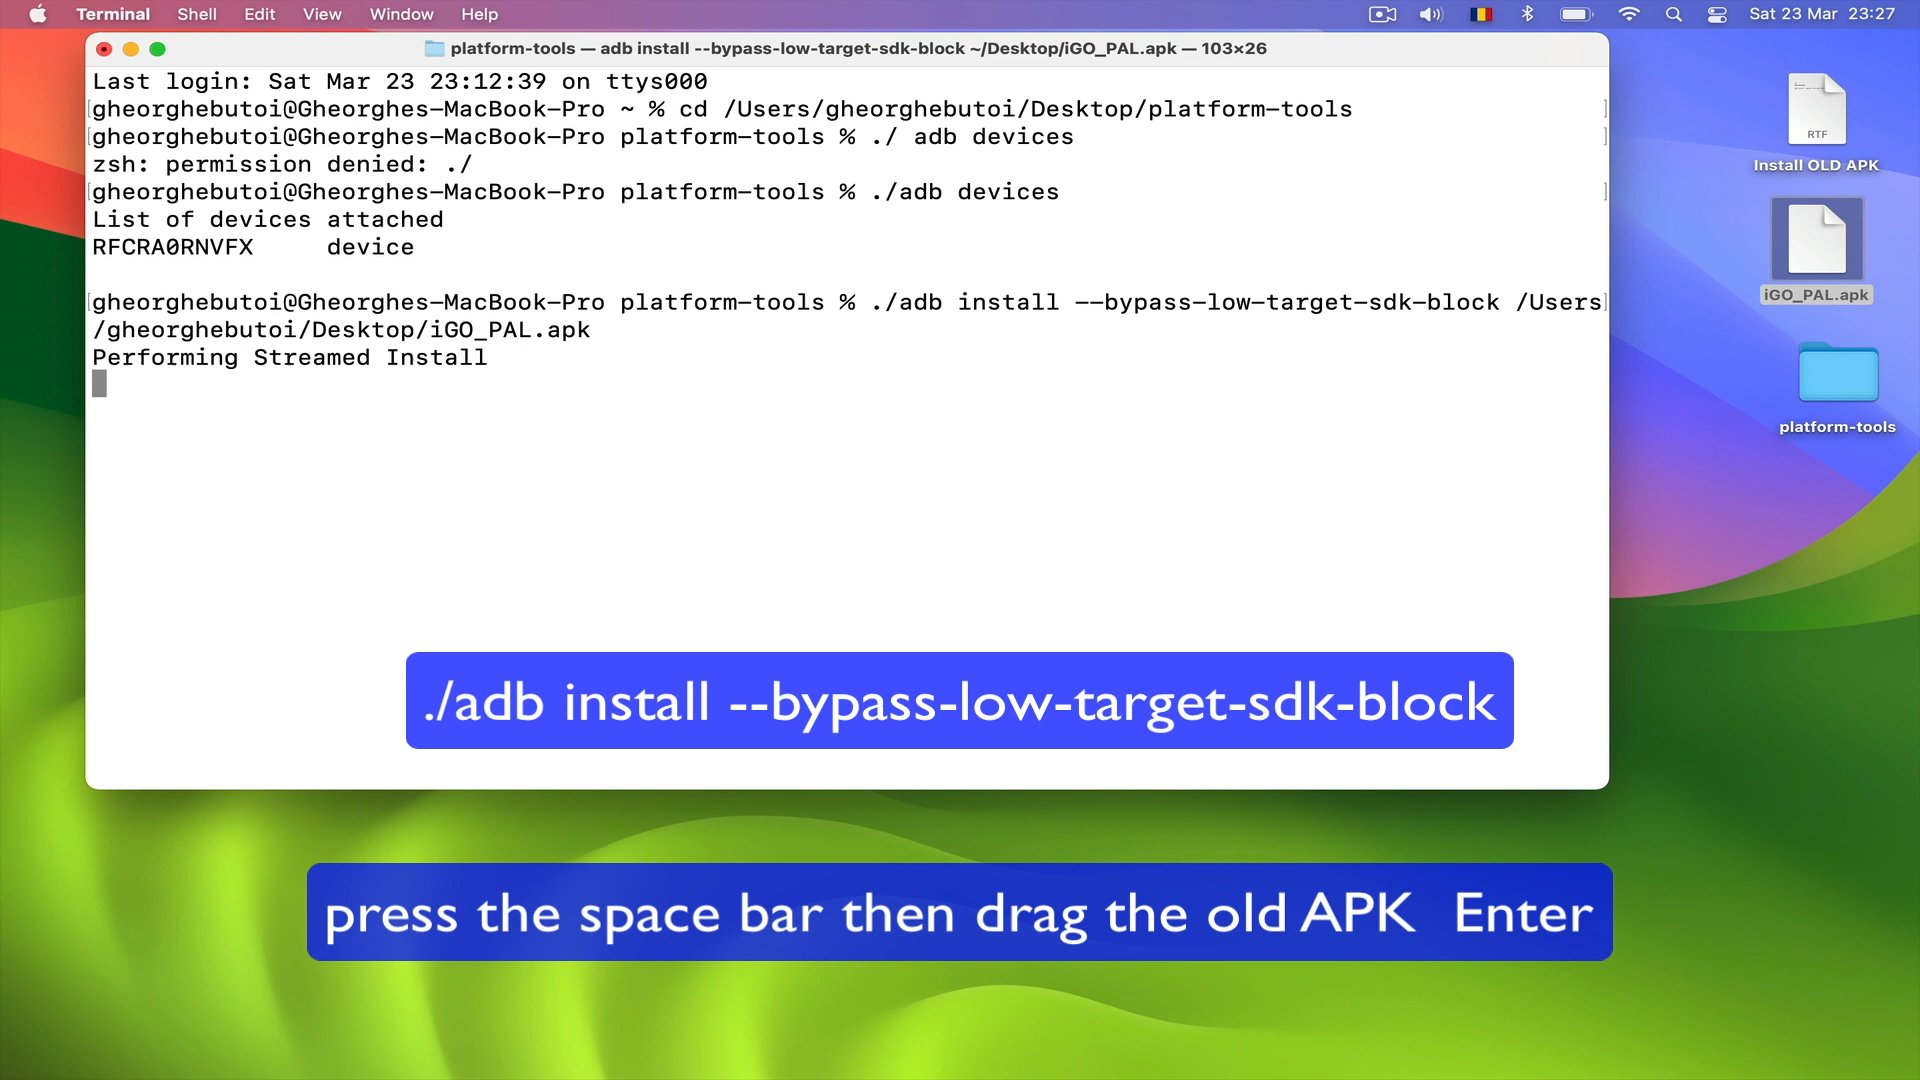 Terminal Shell Edit View Window Help Sat 23 Mar 23:27
platform-tools — adb install --bypass-low-target-sdk-block ~/Desktop/iGO_PAL.apk — 103×26
Last login: Sat Mar 23 23:12:39 on ttys000
[gheorghebutoi@Gheorghes-MacBook-Pro ~ % cd /Users/gheorghebutoi/Desktop/platform-tools ]
[gheorghebutoi@Gheorghes-MacBook-Pro platform-tools % ./ adb devices ]
zsh: permission denied: ./
[gheorghebutoi@Gheorghes-MacBook-Pro platform-tools % ./adb devices ]
List of devices attached
RFCRA0RNVFX device
[gheorghebutoi@Gheorghes-MacBook-Pro platform-tools % ./adb install --bypass-low-target-sdk-block /Users]
/gheorghebutoi/Desktop/iGO_PAL.apk
Performing Streamed Install
RTF
Install OLD APK
iGO_PAL.apk
platform-tools
./adb install --bypass-low-target-sdk-block
press the space bar then drag the old APK Enter